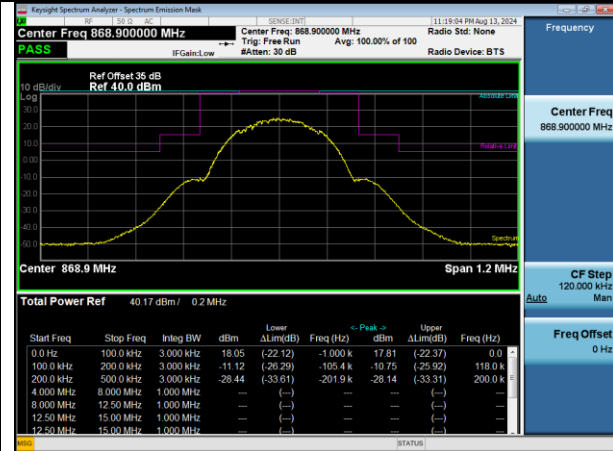 Keysight Spectrum Analyzer - Spectrum Emission Mask
RF 50 Ω AC SENSE:INT 11:19:04 PM Aug 13, 2024
Center Freq 868.900000 MHz Center Freq: 868.900000 MHz Radio Std: None
Trig: Free Run Avg: 100.00% of 100
PASS IFGain:Low #Atten: 30 dB Radio Device: BTS
Ref Offset 35 dB
10 dB/div Ref 40.0 dBm
Log
30.0
20.0
10.0
0.00
-10.0
-20.0
-30.0
-40.0
-50.0
Absolute Limit
Relative Limit
Spectrum
Center 868.9 MHz Span 1.2 MHz
Total Power Ref 40.17 dBm / 0.2 MHz
Lower <- Peak -> Upper
Start Freq Stop Freq Integ BW dBm ΔLim(dB) Freq (Hz) dBm ΔLim(dB) Freq (Hz)
0.0 Hz 100.0 kHz 3.000 kHz 18.05 (-22.12) -1.000 k 17.81 (-22.37) 0.0
100.0 kHz 200.0 kHz 3.000 kHz -11.12 (-26.29) -105.4 k -10.75 (-25.92) 118.0 k
200.0 kHz 500.0 kHz 3.000 kHz -28.44 (-33.61) -201.9 k -28.14 (-33.31) 200.0 k
4.000 MHz 8.000 MHz 1.000 MHz --- (---) --- (---)
8.000 MHz 12.50 MHz 1.000 MHz --- (---) --- (---)
12.50 MHz 15.00 MHz 1.000 MHz --- (---) --- (---)
12.50 MHz 15.00 MHz 1.000 MHz --- (---) --- (---)
MSG STATUS
Frequency
Center Freq
868.900000 MHz
CF Step
120.000 kHz
Auto Man
Freq Offset
0 Hz